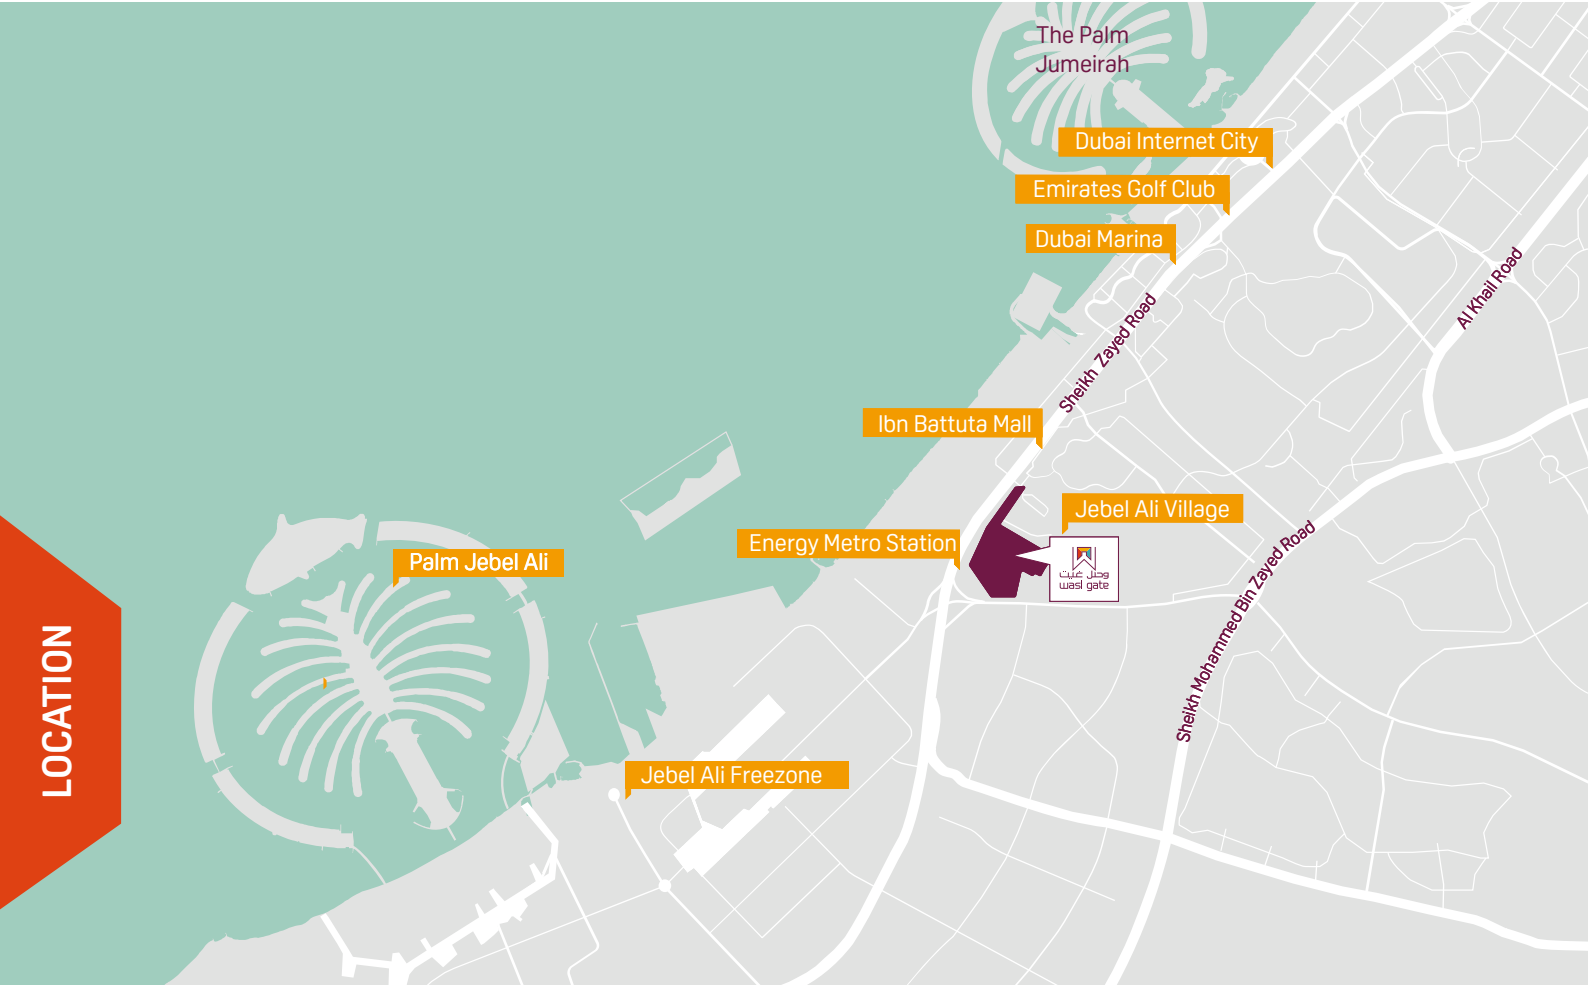 The Palm
Jumeirah
Dubai Internet City
Emirates Golf Club
Dubai Marina
Al Khail Road
Sheikh Zayed Road
Ibn Battuta Mall
Jebel Ali Village
Energy Metro Station
وصل غيت
wasl gate
Sheikh Mohammed Bin Zayed Road
Palm Jebel Ali
LOCATION
Jebel Ali Freezone